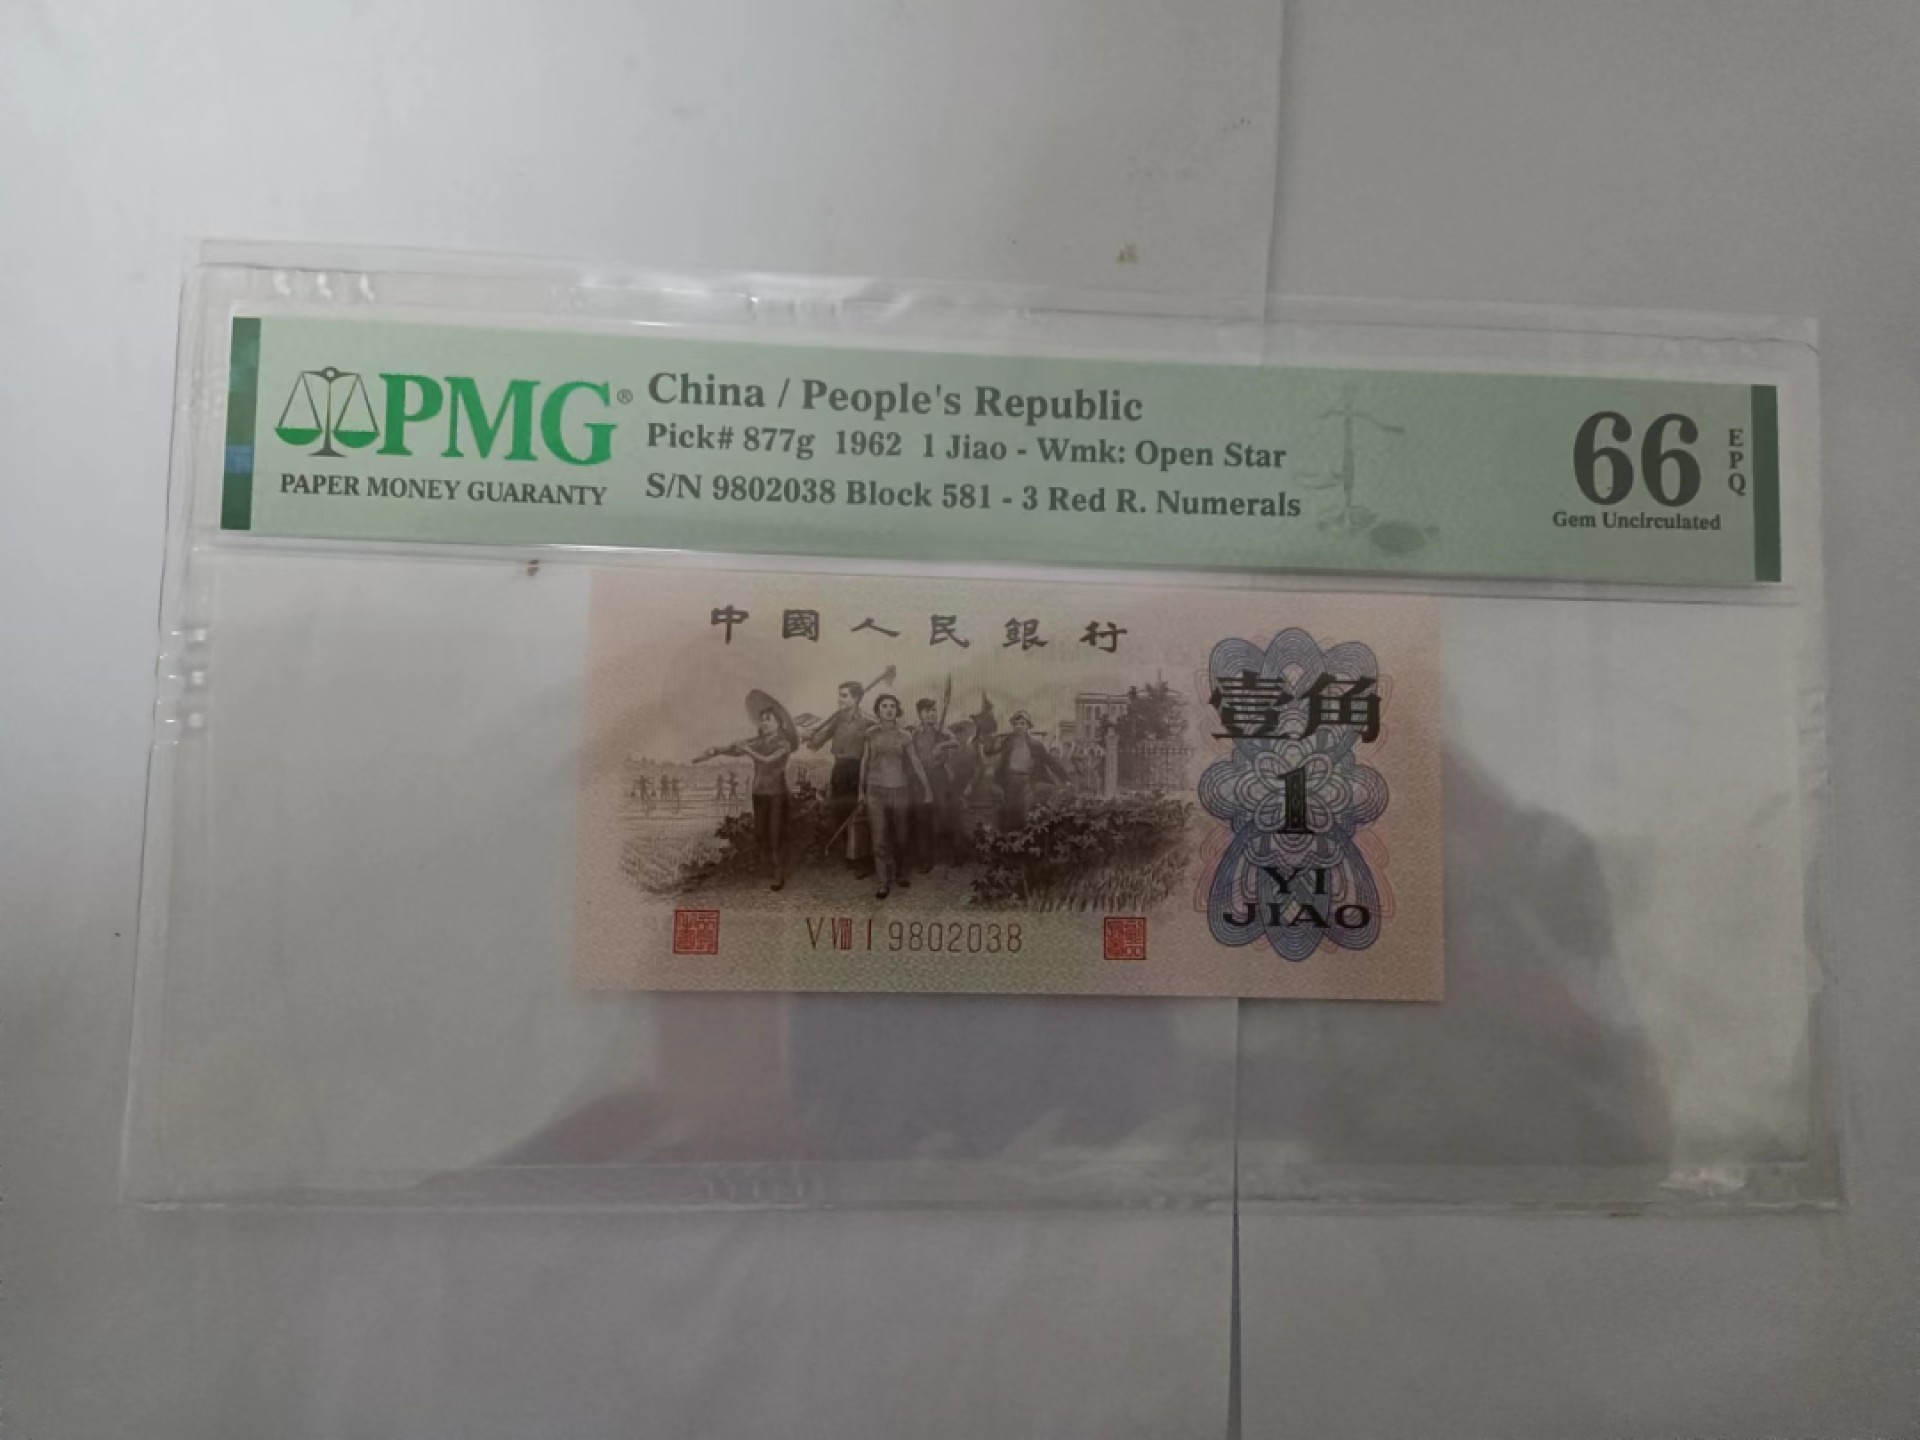 PMG®
PAPER MONEY GUARANTY
China / People's Republic
Pick# 877g 1962 1 Jiao - Wmk: Open Star
S/N 9802038 Block 581 - 3 Red R. Numerals
66
EPQ
Gem Uncirculated
中國人民銀行
壹角
1
YI
JIAO
V VIII I 9802038